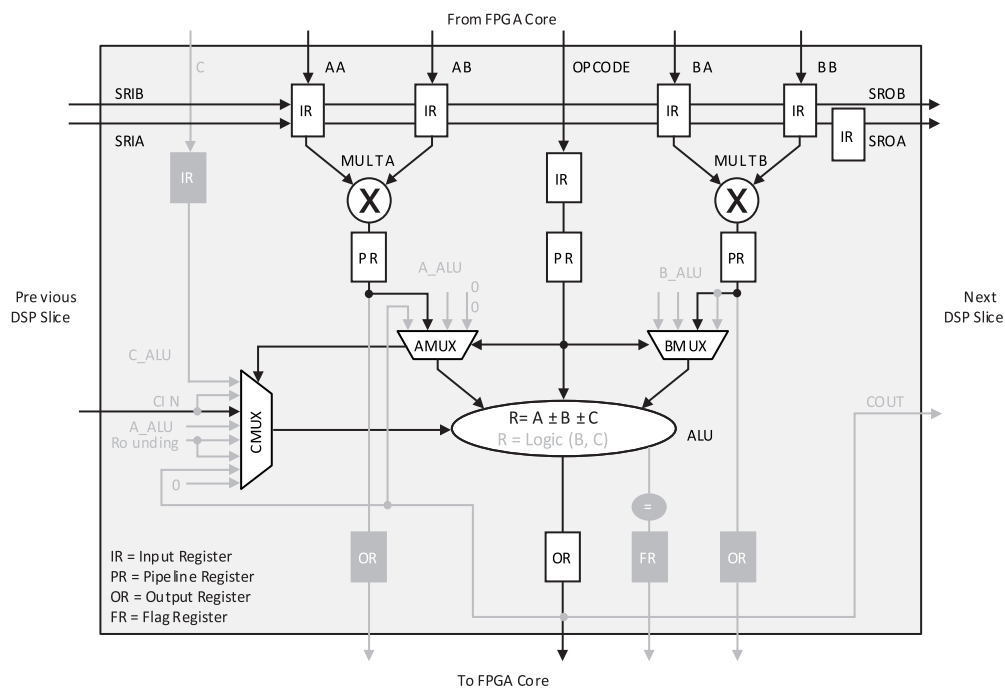 From FPGA Core
C
AA
AB
OPCODE
BA
BB
SRIB
SROB
IR
IR
IR
IR
IR
SRIA
SROA
MULTA
MULTB
IR
IR
X
X
PR
PR
PR
A_ALU
B_ALU
0
0
Previous
DSP Slice
Next
DSP Slice
AMUX
BMUX
C_ALU
CIN
COUT
A_ALU
Rounding
CMUX
R= A ± B ± C
R = Logic (B, C)
ALU
0
=
OR
OR
FR
OR
IR = Input Register
PR = Pipeline Register
OR = Output Register
FR = Flag Register
To FPGA Core